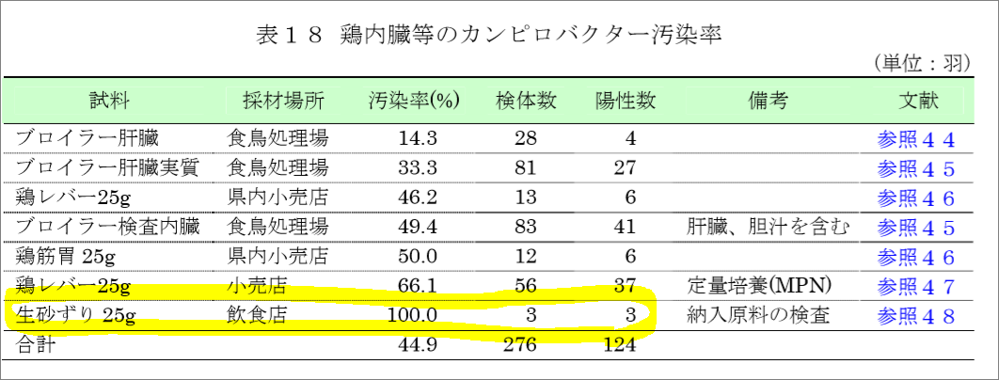 表１８ 鶏内臓等のカンピロバクター汚染率
（単位：羽）
試料 採材場所 汚染率(%) 検体数 陽性数 備考 文献
ブロイラー肝臓 食鳥処理場 14.3 28 4 参照４４
ブロイラー肝臓実質 食鳥処理場 33.3 81 27 参照４５
鶏レバー25g 県内小売店 46.2 13 6 参照４６
ブロイラー検査内臓 食鳥処理場 49.4 83 41 肝臓、胆汁を含む 参照４５
鶏筋胃 25g 県内小売店 50.0 12 6 参照４６
鶏レバー25g 小売店 66.1 56 37 定量培養(MPN) 参照４７
生砂ずり 25g 飲食店 100.0 3 3 納入原料の検査 参照４８
合計 44.9 276 124